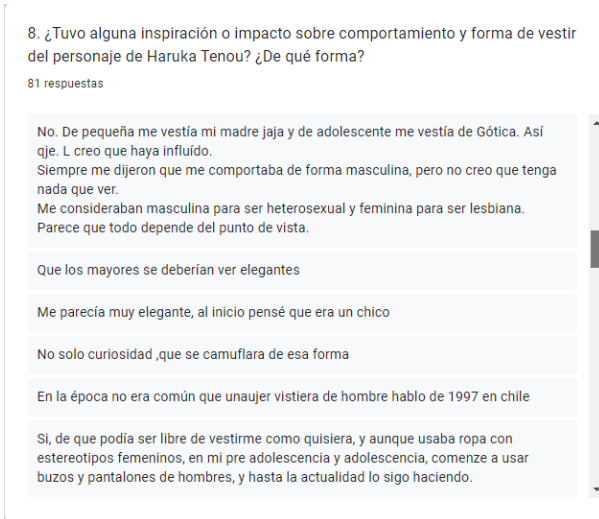 8. ¿Tuvo alguna inspiración o impacto sobre comportamiento y forma de vestir
del personaje de Haruka Tenou? ¿De qué forma?
81 respuestas
No. De pequeña me vestía mi madre jaja y de adolescente me vestía de Gótica. Así
qje. L creo que haya influído.
Siempre me dijeron que me comportaba de forma masculina, pero no creo que tenga
nada que ver.
Me consideraban masculina para ser heterosexual y feminina para ser lesbiana.
Parece que todo depende del punto de vista.
Que los mayores se deberían ver elegantes
Me parecía muy elegante, al inicio pensé que era un chico
No solo curiosidad ,que se camuflara de esa forma
En la época no era común que unaujer vistiera de hombre hablo de 1997 en chile
Si, de que podía ser libre de vestirme como quisiera, y aunque usaba ropa con
estereotipos femeninos, en mi pre adolescencia y adolescencia, comenze a usar
buzos y pantalones de hombres, y hasta la actualidad lo sigo haciendo.